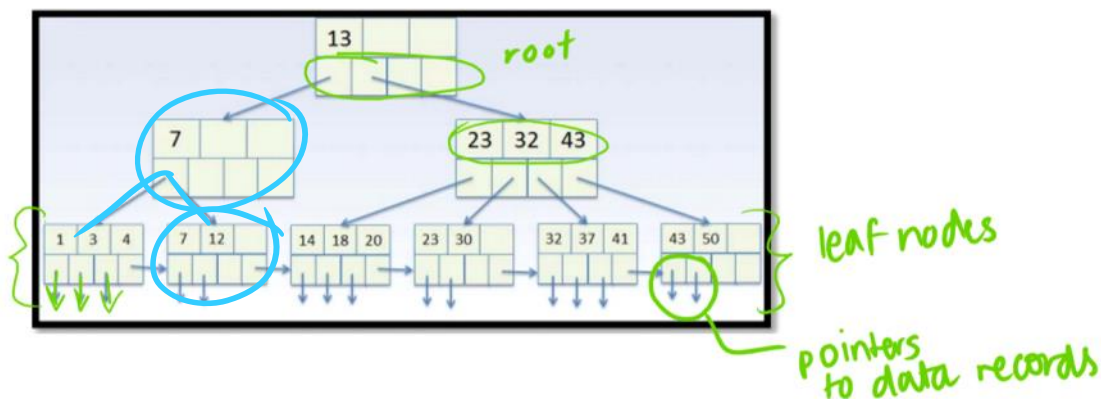 13
root
7
23 32 43
1 3 4
7 12
14 18 20
23 30
32 37 41
43 50
leaf nodes
pointers
to data records